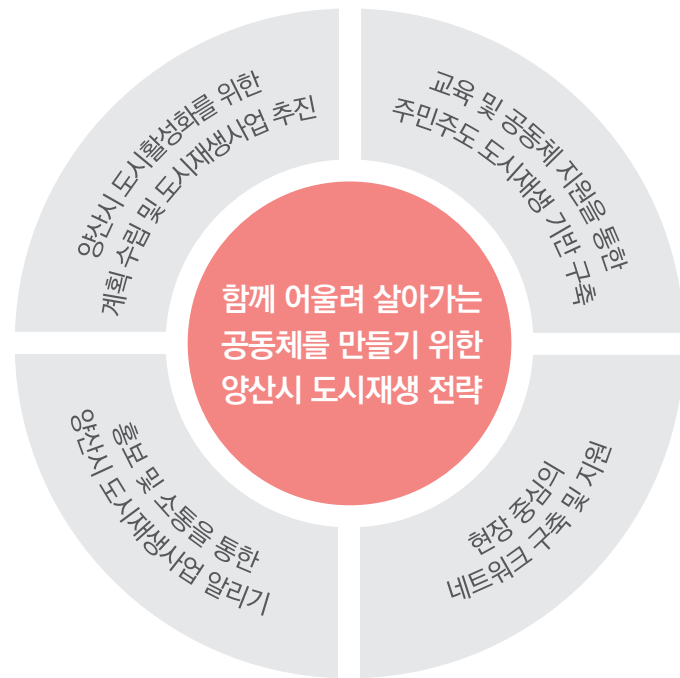 양산시 도시활성화를 위한
계획 수립 및 도시재생사업 추진
교육 및 공동체 지원을 통한
주민주도 도시재생 기반 구축
함께 어울려 살아가는
공동체를 만들기 위한
양산시 도시재생 전략
홍보 및 소통을 통한
양산시 도시재생사업 알리기
현장 중심의
네트워크 구축 및 지원